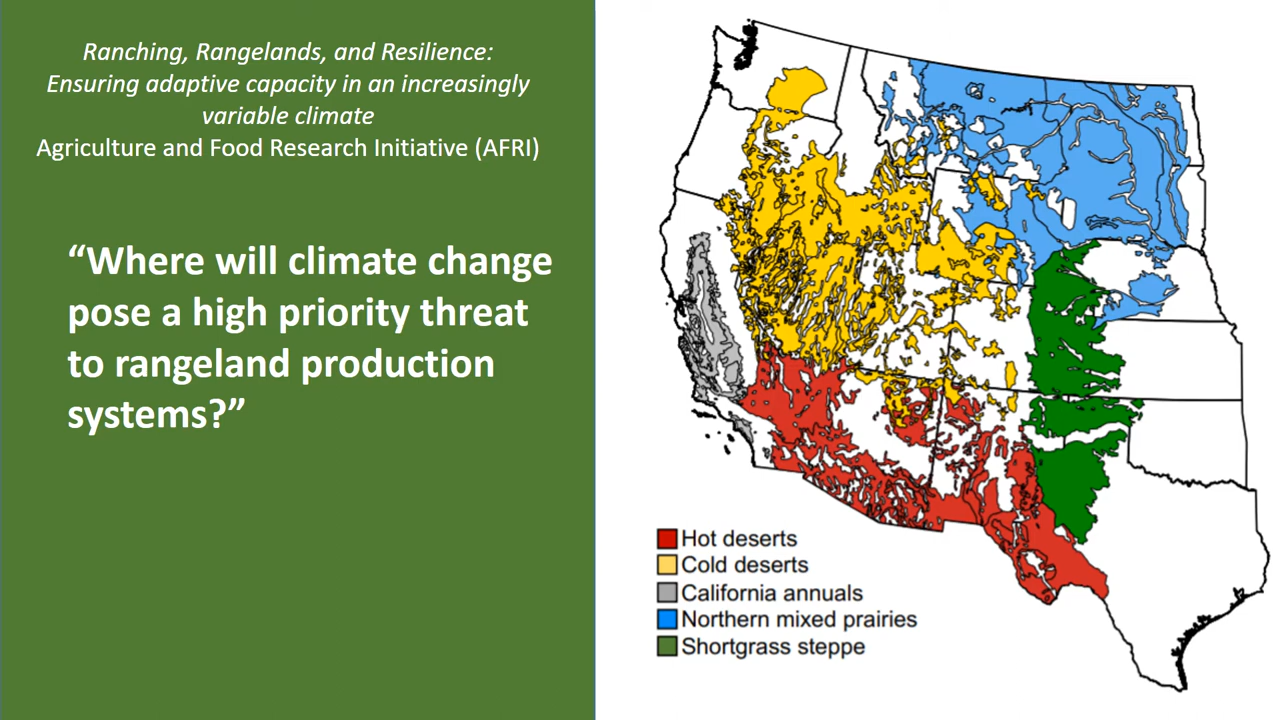 Ranching, Rangelands, and Resilience:
Ensuring adaptive capacity in an increasingly
variable climate
Agriculture and Food Research Initiative (AFRI)
“Where will climate change
pose a high priority threat
to rangeland production
systems?”
Hot deserts
Cold deserts
California annuals
Northern mixed prairies
Shortgrass steppe